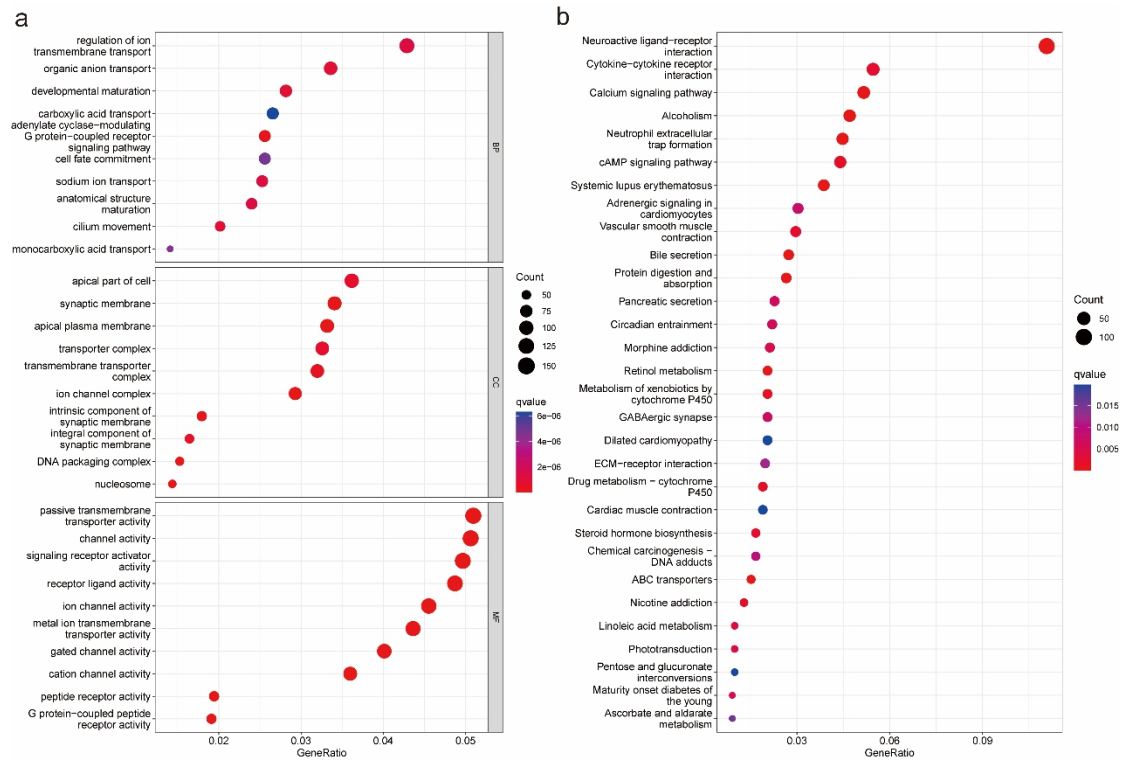 a
regulation of ion
transmembrane transport
organic anion transport
developmental maturation
carboxylic acid transport
adenylate cyclase−modulating
G protein−coupled receptor
signaling pathway
cell fate commitment
sodium ion transport
anatomical structure
maturation
cilium movement
monocarboxylic acid transport
BP
apical part of cell
synaptic membrane
apical plasma membrane
transporter complex
transmembrane transporter
complex
ion channel complex
intrinsic component of
synaptic membrane
integral component of
synaptic membrane
DNA packaging complex
nucleosome
CC
passive transmembrane
transporter activity
channel activity
signaling receptor activator
activity
receptor ligand activity
ion channel activity
metal ion transmembrane
transporter activity
gated channel activity
cation channel activity
peptide receptor activity
G protein−coupled peptide
receptor activity
MF
0.02
0.03
0.04
0.05
GeneRatio
Count
50
75
100
125
150
qvalue
6e−06
4e−06
2e−06
b
Neuroactive ligand−receptor
interaction
Cytokine−cytokine receptor
interaction
Calcium signaling pathway
Alcoholism
Neutrophil extracellular
trap formation
cAMP signaling pathway
Systemic lupus erythematosus
Adrenergic signaling in
cardiomyocytes
Vascular smooth muscle
contraction
Bile secretion
Protein digestion and
absorption
Pancreatic secretion
Circadian entrainment
Morphine addiction
Retinol metabolism
Metabolism of xenobiotics by
cytochrome P450
GABAergic synapse
Dilated cardiomyopathy
ECM−receptor interaction
Drug metabolism − cytochrome
P450
Cardiac muscle contraction
Steroid hormone biosynthesis
Chemical carcinogenesis −
DNA adducts
ABC transporters
Nicotine addiction
Linoleic acid metabolism
Phototransduction
Pentose and glucuronate
interconversions
Maturity onset diabetes of
the young
Ascorbate and aldarate
metabolism
0.03
0.06
0.09
GeneRatio
Count
50
100
qvalue
0.015
0.010
0.005